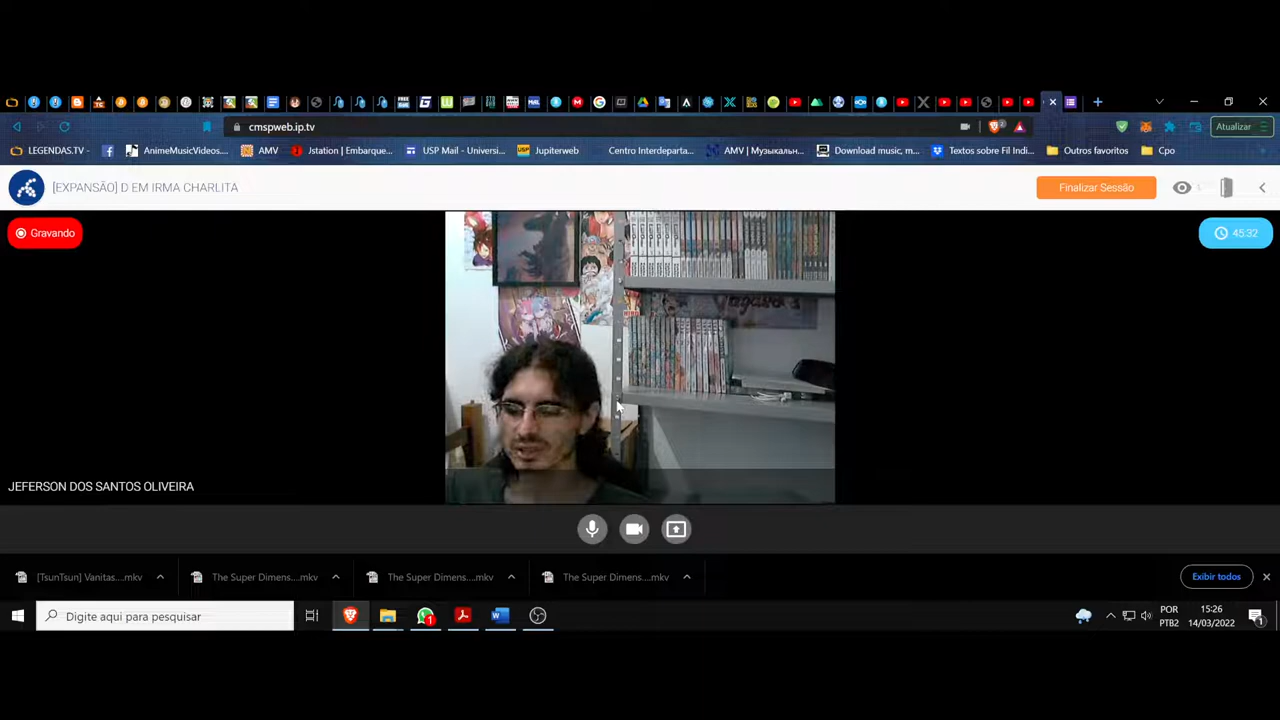 cmspweb.ip.tv
Atualizar
LEGENDAS.TV -
AnimeMusicVideos...
AMV
Jstation | Embarque...
USP Mail - Universi...
Jupiterweb
Centro Interdeparta...
AMV | Музыкальн...
Download music, m...
Textos sobre Fil Indi...
Outros favoritos
Cpo
[EXPANSÃO] D EM IRMA CHARLITA
Finalizar Sessão
Gravando
45:32
JEFERSON DOS SANTOS OLIVEIRA
[TsunTsun] Vanitas....mkv
The Super Dimens....mkv
The Super Dimens....mkv
The Super Dimens....mkv
Exibir todos
Digite aqui para pesquisar
POR
PTB2
15:26
14/03/2022